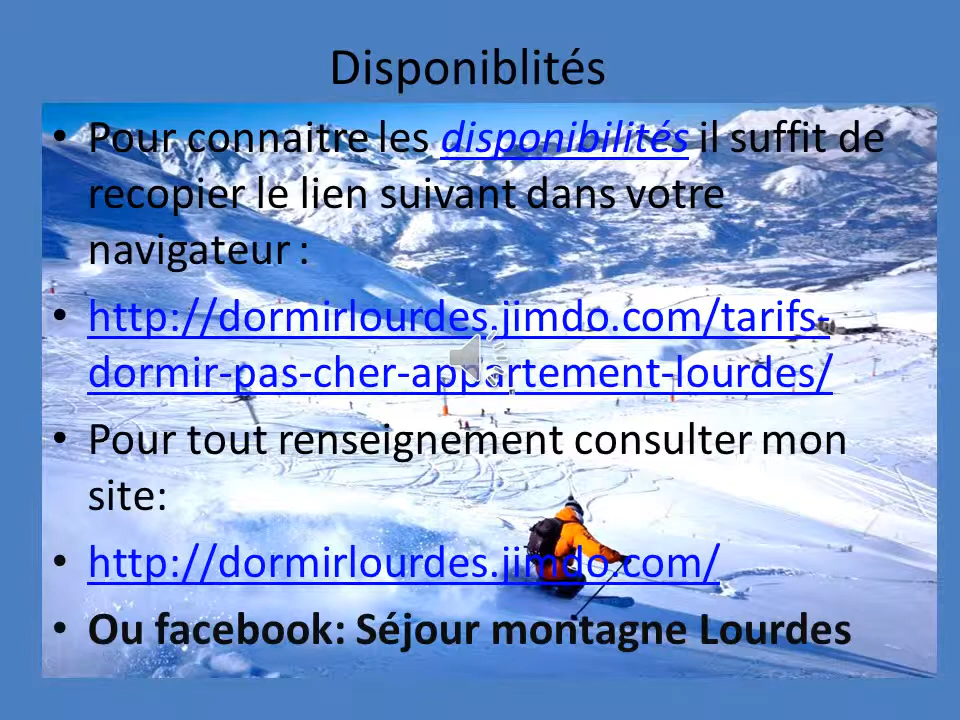 Disponiblités
• Pour connaitre les disponibilités il suffit de
recopier le lien suivant dans votre
navigateur :
• http://dormirlourdes.jimdo.com/tarifs-
dormir-pas-cher-appartement-lourdes/
• Pour tout renseignement consulter mon
site:
• http://dormirlourdes.jimdo.com/
• Ou facebook: Séjour montagne Lourdes